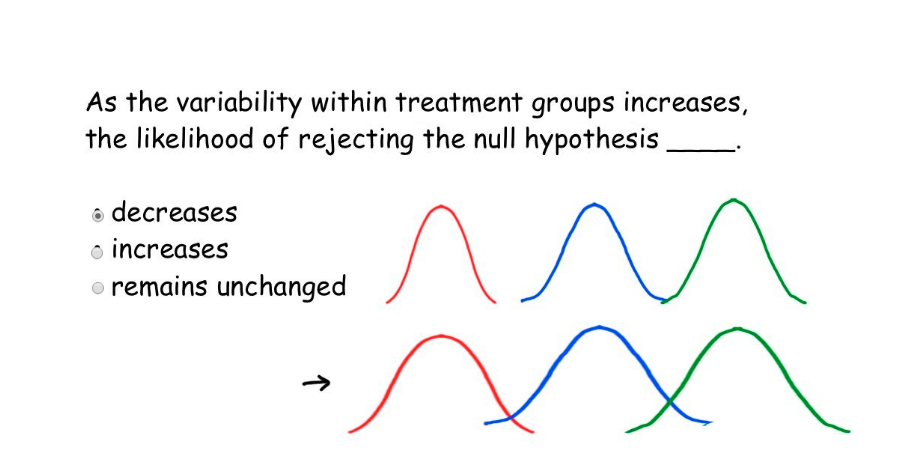 As the variability within treatment groups increases,
the likelihood of rejecting the null hypothesis ____.
decreases
increases
remains unchanged